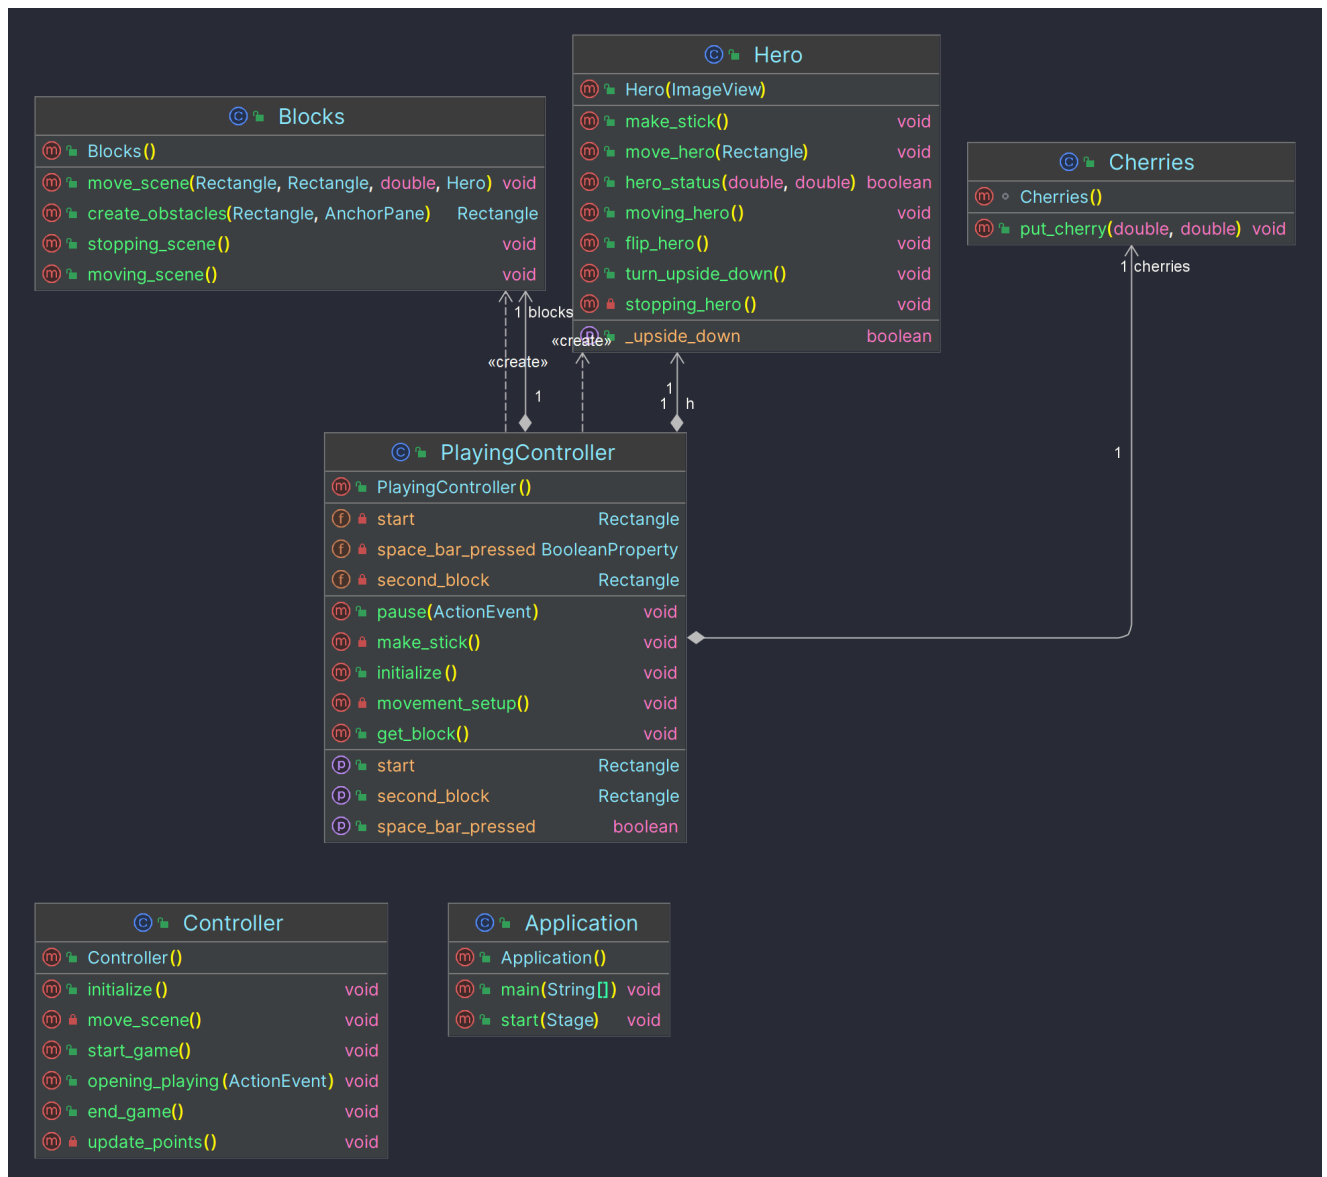 Blocks
Blocks()
move_scene(Rectangle, Rectangle, double, Hero) void
create_obstacles(Rectangle, AnchorPane) Rectangle
stopping_scene() void
moving_scene() void
Hero
Hero(ImageView)
make_stick() void
move_hero(Rectangle) void
hero_status(double, double) boolean
moving_hero() void
flip_hero() void
turn_upside_down() void
stopping_hero() void
_upside_down boolean
Cherries
Cherries()
put_cherry(double, double) void
1 cherries
1 blocks
«create»
«create»
1
1
1 h
1
PlayingController
PlayingController()
start Rectangle
space_bar_pressed BooleanProperty
second_block Rectangle
pause(ActionEvent) void
make_stick() void
initialize() void
movement_setup() void
get_block() void
start Rectangle
second_block Rectangle
space_bar_pressed boolean
Controller
Controller()
initialize() void
move_scene() void
start_game() void
opening_playing(ActionEvent) void
end_game() void
update_points() void
Application
Application()
main(String[]) void
start(Stage) void